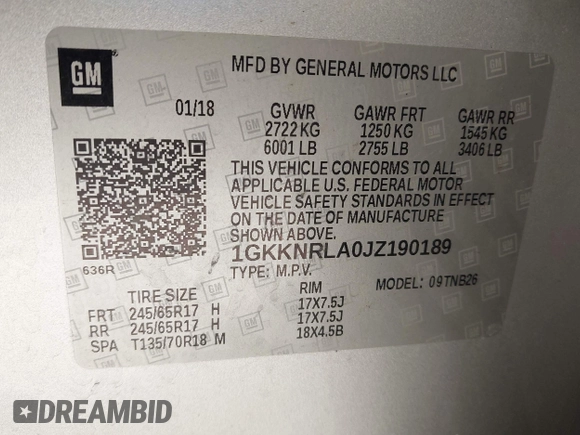 GM
MFD BY GENERAL MOTORS LLC
01/18 GVWR GAWR FRT GAWR RR
2722 KG 1250 KG 1545 KG
6001 LB 2755 LB 3406 LB
THIS VEHICLE CONFORMS TO ALL
APPLICABLE U.S. FEDERAL MOTOR
VEHICLE SAFETY STANDARDS IN EFFECT
ON THE DATE OF MANUFACTURE
SHOWN ABOVE.
1GKKNRLA0JZ190189
636R TYPE: M.P.V. MODEL: 09TNB26
TIRE SIZE RIM
FRT 245/65R17 H 17X7.5J
RR 245/65R17 H 17X7.5J
SPA T135/70R18 M 18X4.5B
DREAMBID